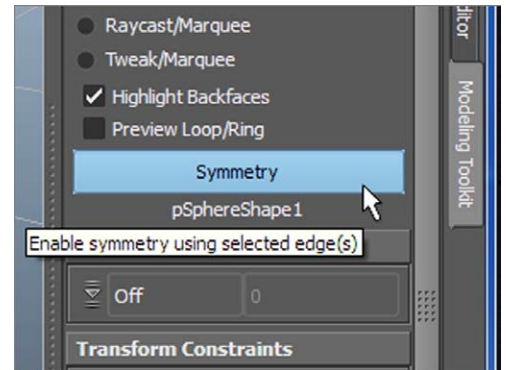 Raycast/Marquee
Tweak/Marquee
Highlight Backfaces
Preview Loop/Ring
Symmetry
pSphereShape1
Enable symmetry using selected edge(s)
Off
0
Transform Constraints
Modeling Toolkit